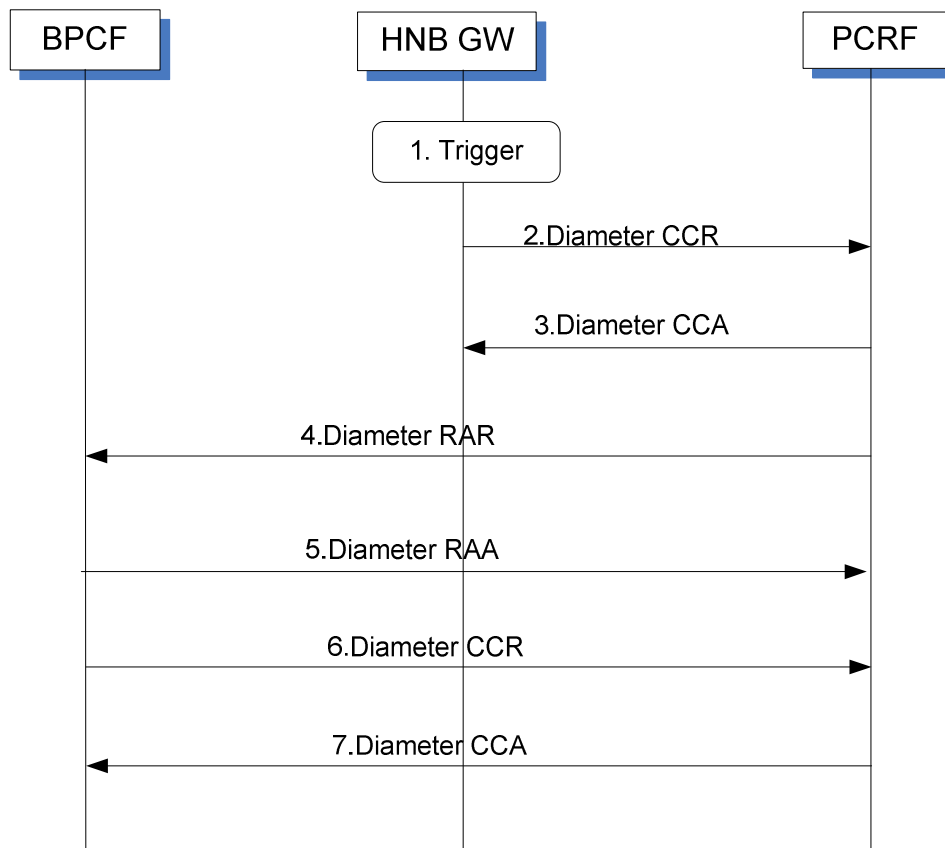 BPCF
HNB GW
PCRF
1. Trigger
2.Diameter CCR
3.Diameter CCA
4.Diameter RAR
5.Diameter RAA
6.Diameter CCR
7.Diameter CCA